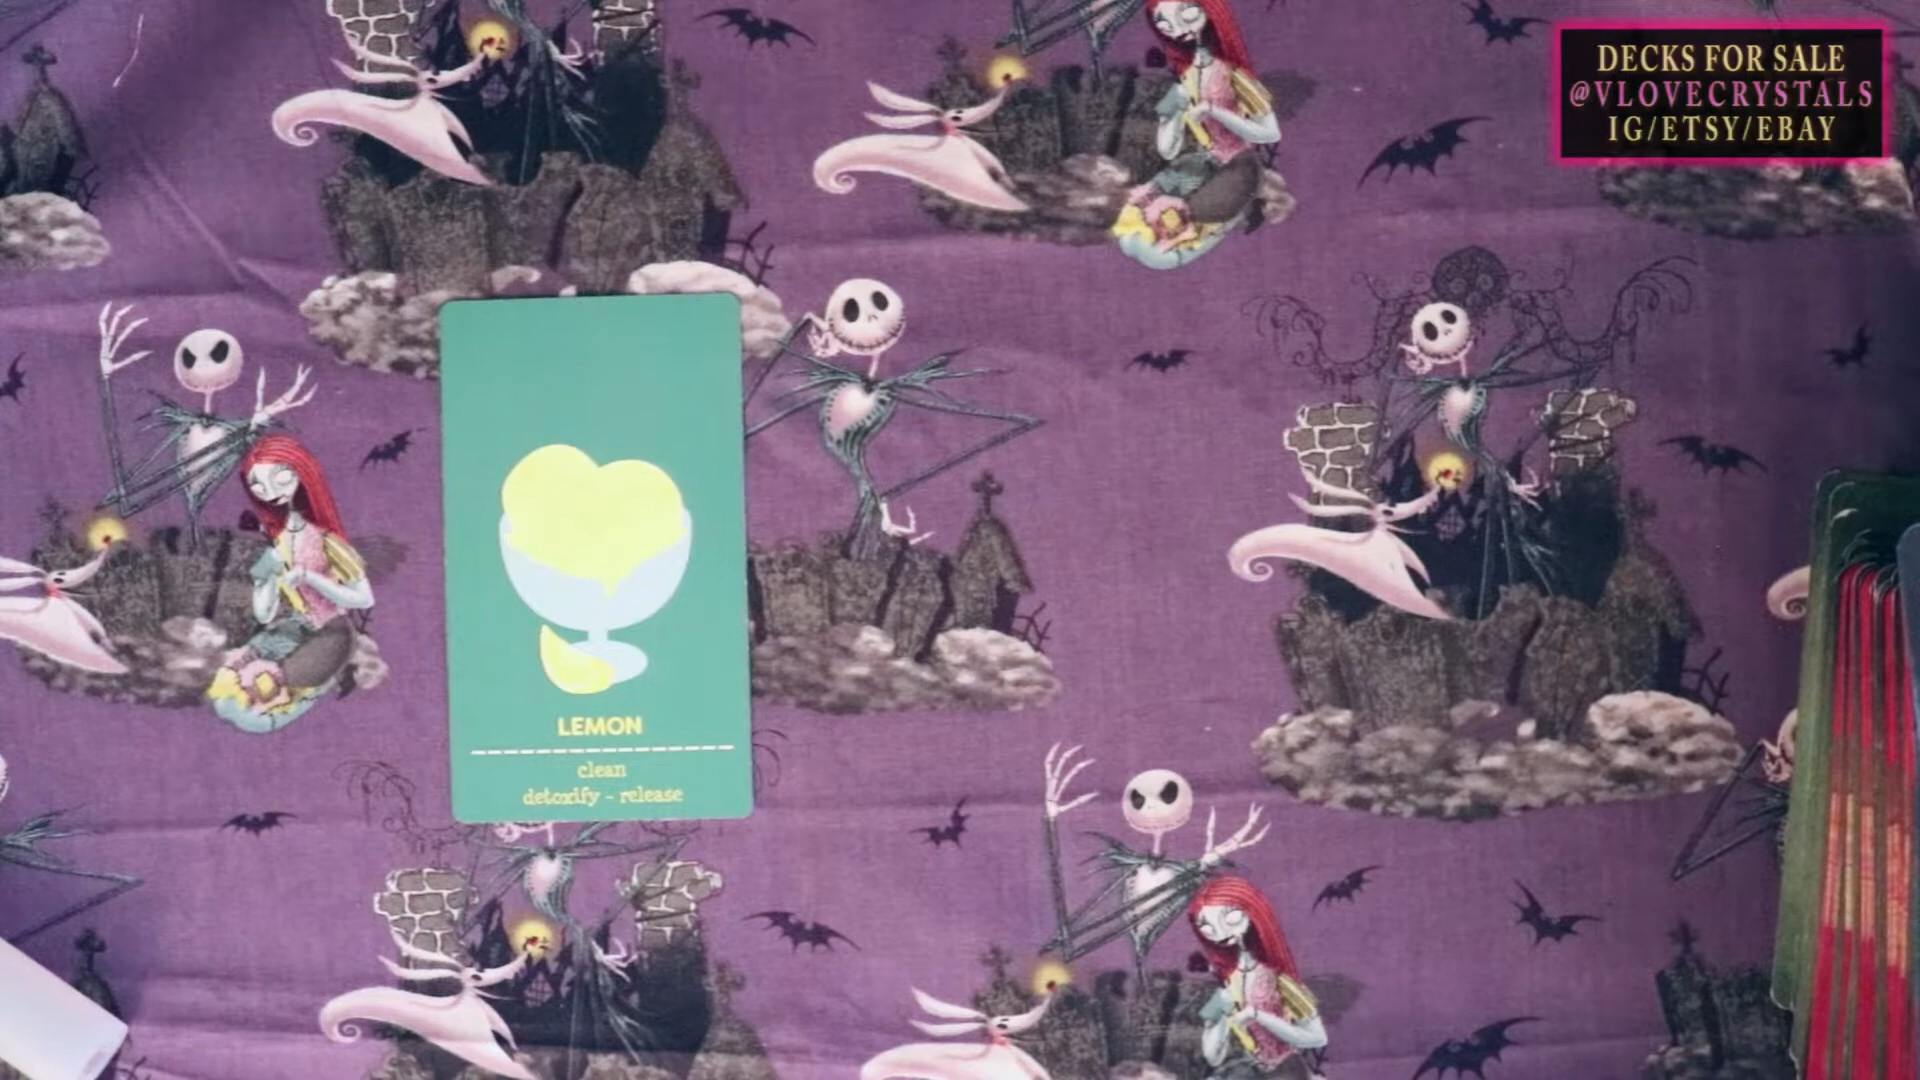 DECKS FOR SALE
@VLOVECRYSTALS
IG/ETSY/EBAY
LEMON
clean
detoxify - release